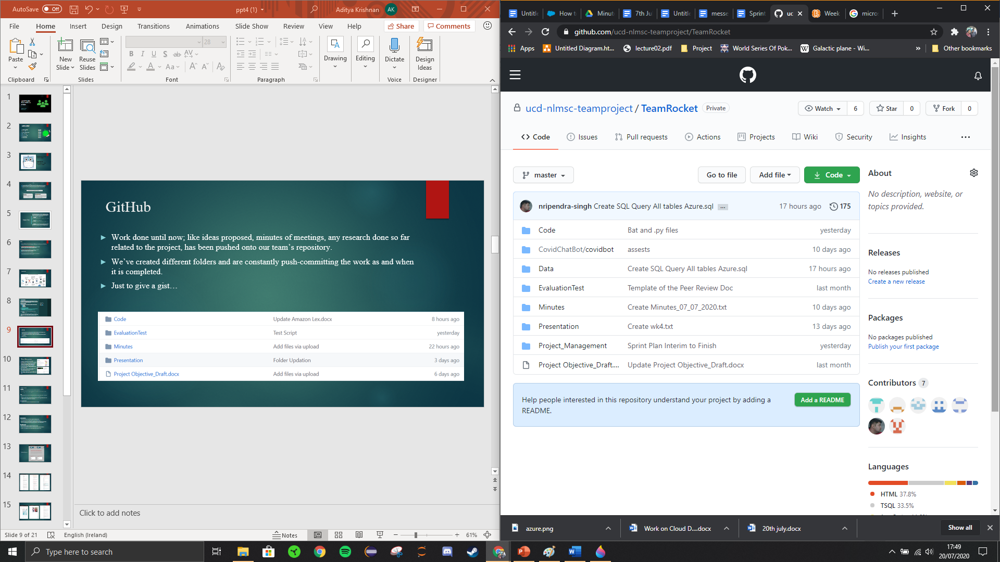 AutoSave Off
ppt4 (1)
Aditya Krishnan AK
File Home Insert Design Transitions Animations Slide Show Review View Help Share Comments
Paste
New Slide
Reuse Slides
28
Drawing
Editing
Dictate
Design Ideas
Clipboard Slides Font Paragraph Voice Designer
1
2
3
4
5
6
7
8
9
10
11
12
13
14
15
GitHub
Work done until now; like ideas proposed, minutes of meetings, any research done so far
related to the project, has been pushed onto our team's repository.
We've created different folders and are constantly push-committing the work as and when
it is completed.
Just to give a gist…
Code Update Amazon Lex.docx 8 hours ago
EvaluationTest Test Script yesterday
Minutes Add files via upload 22 hours ago
Presentation Folder Updation 3 days ago
Project Objective_Draft.docx Add files via upload 6 days ago
Click to add notes
Slide 9 of 21 English (Ireland) Notes 61%
Untitle How t Minut 7th Ju Untitle messe Sprint uc Week micro
github.com/ucd-nlmsc-teamproject/TeamRocket
Apps Untitled Diagram.ht... lecture02.pdf Project World Series Of Pok... Galactic plane - Wi... » Other bookmarks
ucd-nlmsc-teamproject / TeamRocket Private
Watch 6 Star 0 Fork 0
Code Issues Pull requests Actions Projects Wiki Security Insights
master Go to file Add file Code
nripendra-singh Create SQL Query All tables Azure.sql ... 17 hours ago 175
Code Bat and .py files yesterday
CovidChatBot/covidbot assests 10 days ago
Data Create SQL Query All tables Azure.sql 17 hours ago
EvaluationTest Template of the Peer Review Doc last month
Minutes Create Minutes_07_07_2020.txt 10 days ago
Presentation Create wk4.txt 13 days ago
Project_Management Sprint Plan Interim to Finish yesterday
Project Objective_Draft.... Update Project Objective_Draft.docx last month
Help people interested in this repository understand your project by adding a
README.
Add a README
About
No description, website, or
topics provided.
Releases
No releases published
Create a new release
Packages
No packages published
Publish your first package
Contributors 7
Languages
HTML 37.8%
TSQL 33.5%
azure.png Work on Cloud D....docx 20th july.docx Show all
Type here to search
17:49
20/07/2020